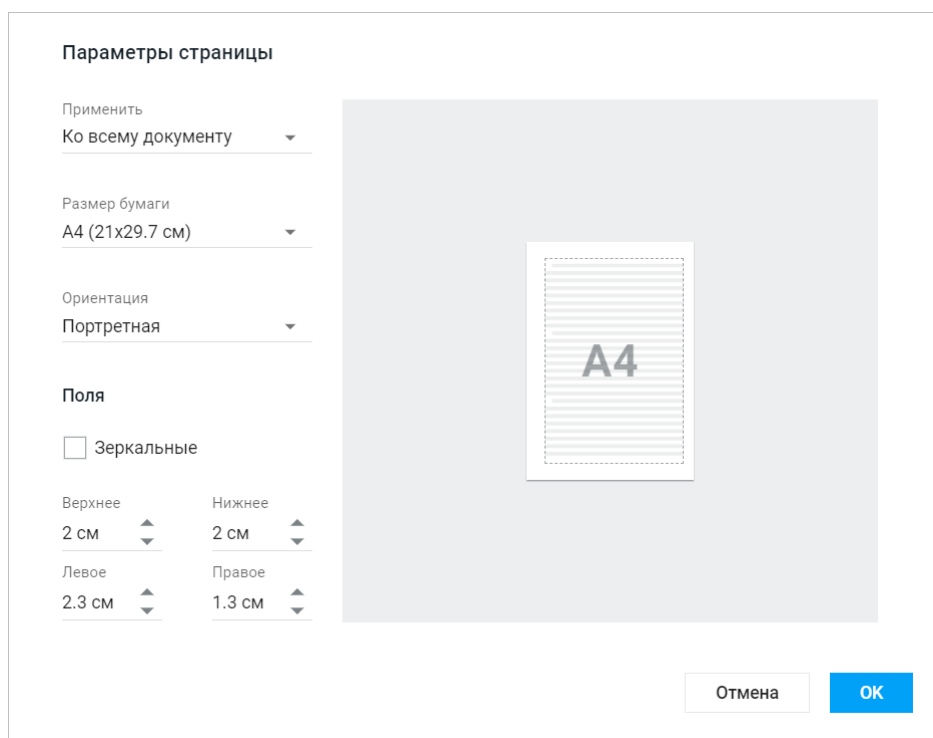 Параметры страницы
Применить
Ко всему документу
Размер бумаги
А4 (21x29.7 см)
Ориентация
Портретная
A4
Поля
Зеркальные
Верхнее Нижнее
2 см 2 см
Левое Правое
2.3 см 1.3 см
Отмена OK